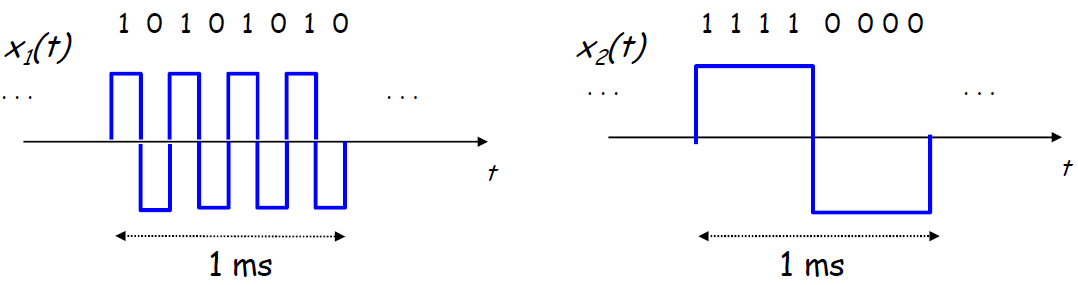 1 0 1 0 1 0 1 0
x1(t)
. . .
. . .
t
1 ms
1 1 1 1 0 0 0 0
x2(t)
. . .
. . .
t
1 ms